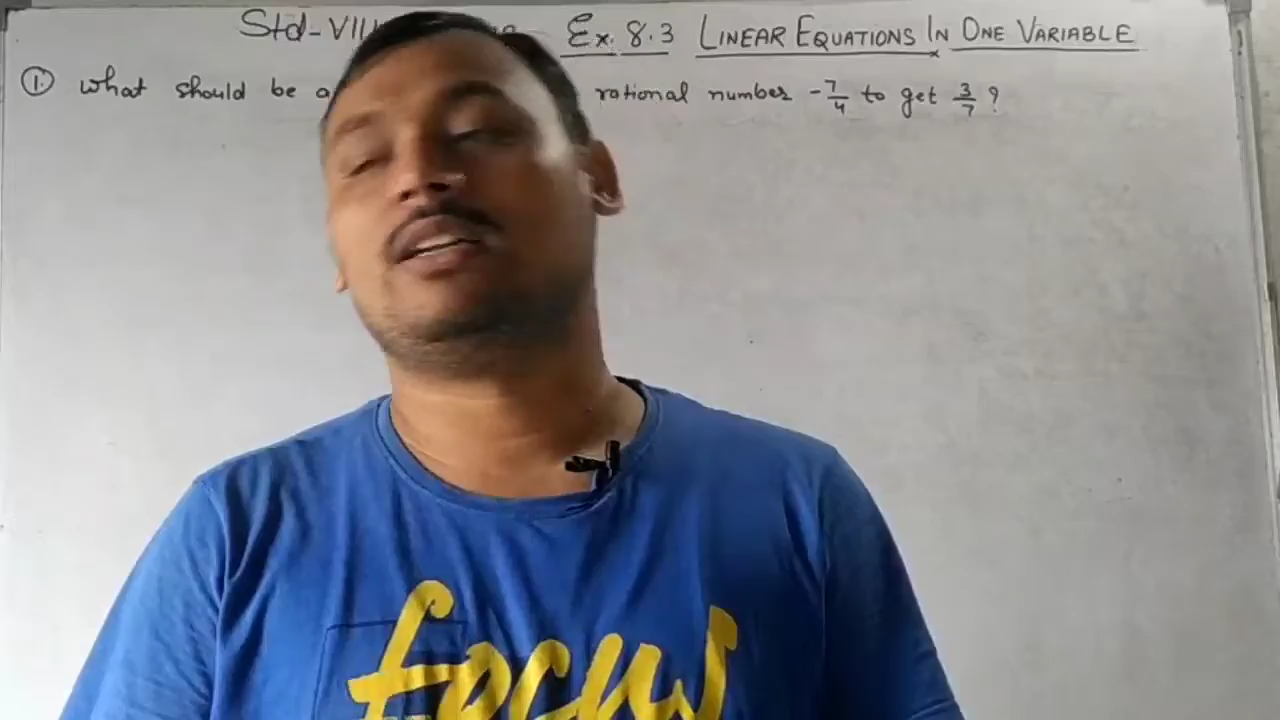 Std-VIII Ex. 8.3 LINEAR EQUATIONS IN ONE VARIABLE
① What should be rational number -7/4 to get 3/7 ?
focus